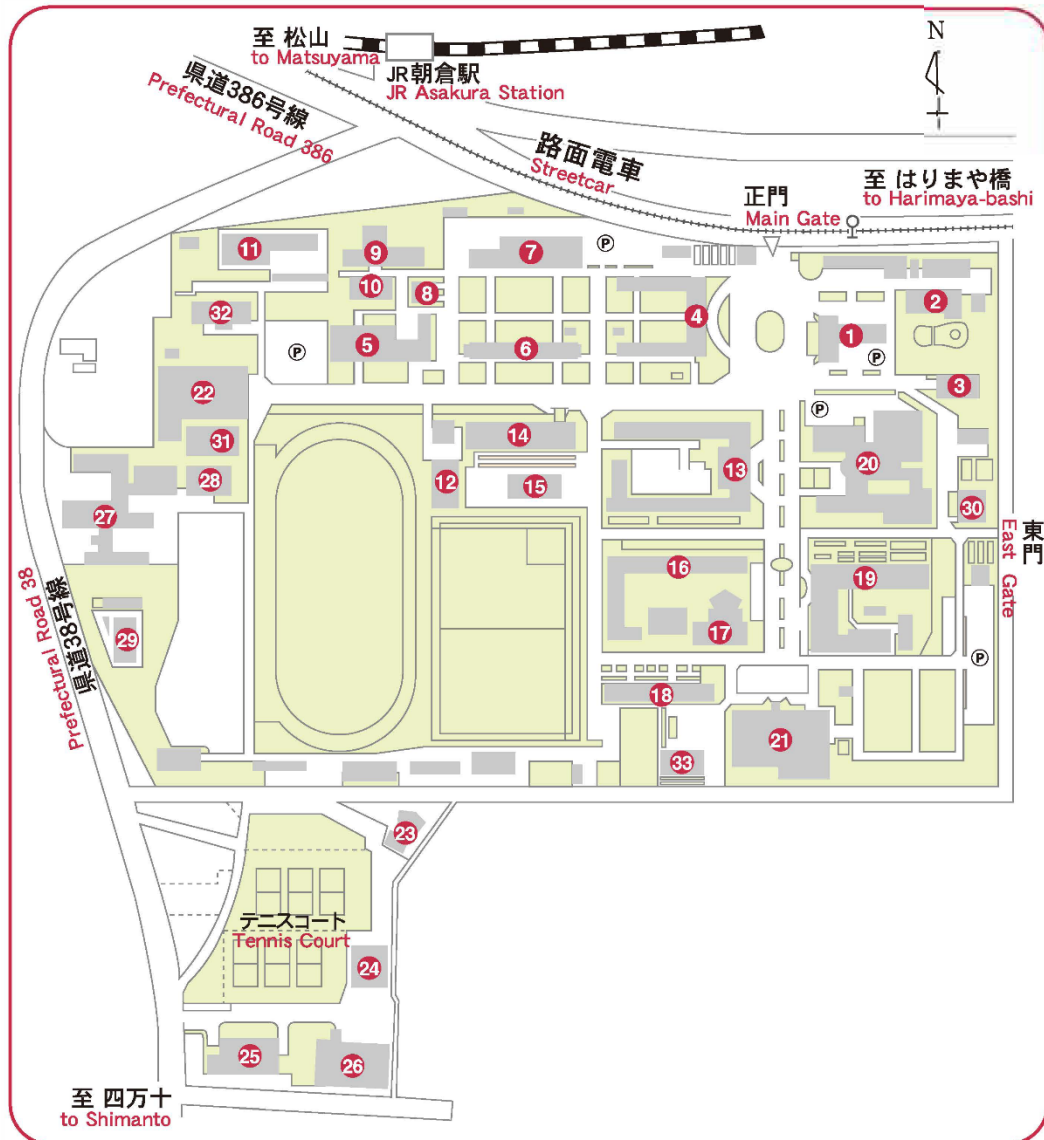 至 松山
to Matsuyama
JR朝倉駅
JR Asakura Station
N
県道386号線
Prefectural Road 386
路面電車
Streetcar
至 はりまや橋
to Harimaya-bashi
正門
Main Gate
11
9
7
P
10
8
2
32
4
1
5
6
P
P
3
22
P
14
31
13
20
12
15
28
30
27
東門
East Gate
16
19
県道38号線
Prefectural Road 38
29
17
P
18
21
33
23
テニスコート
Tennis Court
24
25
26
至 四万十
to Shimanto